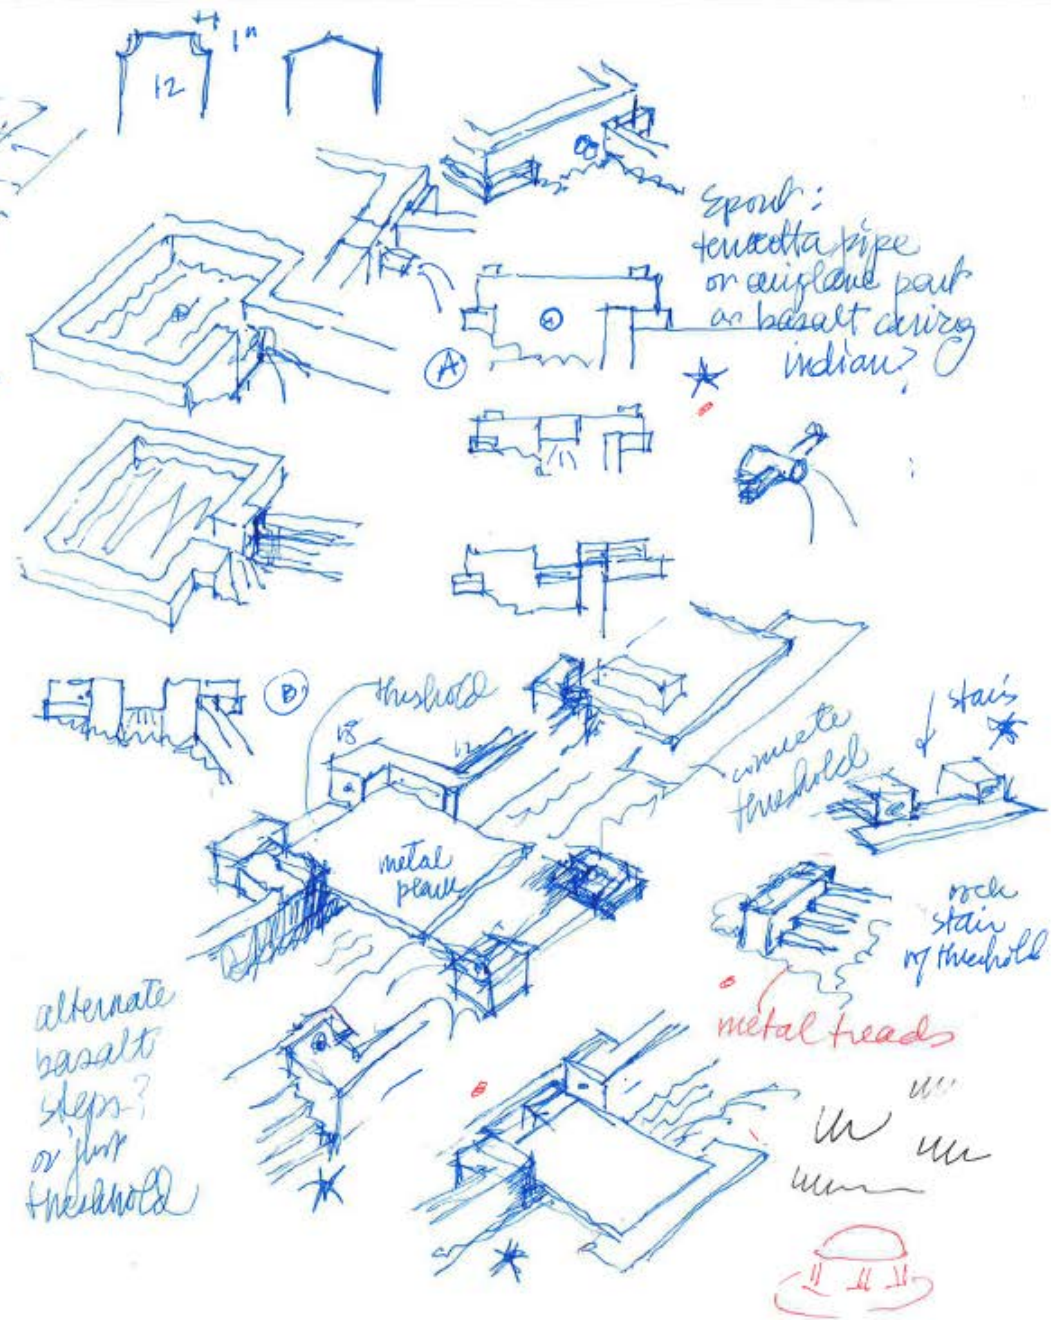 1"
12
Spout:
terracotta pipe
or airplane part
or basalt carving
indian?
A
B
threshold
18
12
stairs
concrete
threshold
metal
rock
stair
w/ threshold
metal treads
alternate
basalt
steps?
or just
threshold